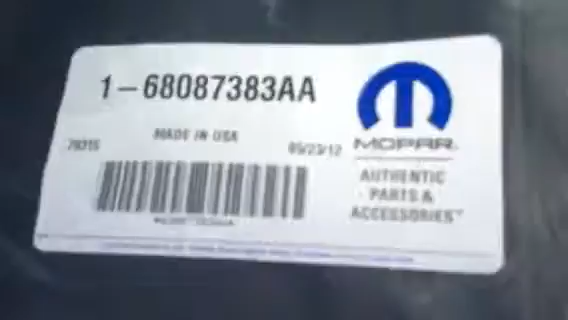 1-68087383AA
MADE IN USA
05/23/12
MOPAR
AUTHENTIC
PARTS &
ACCESSORIES